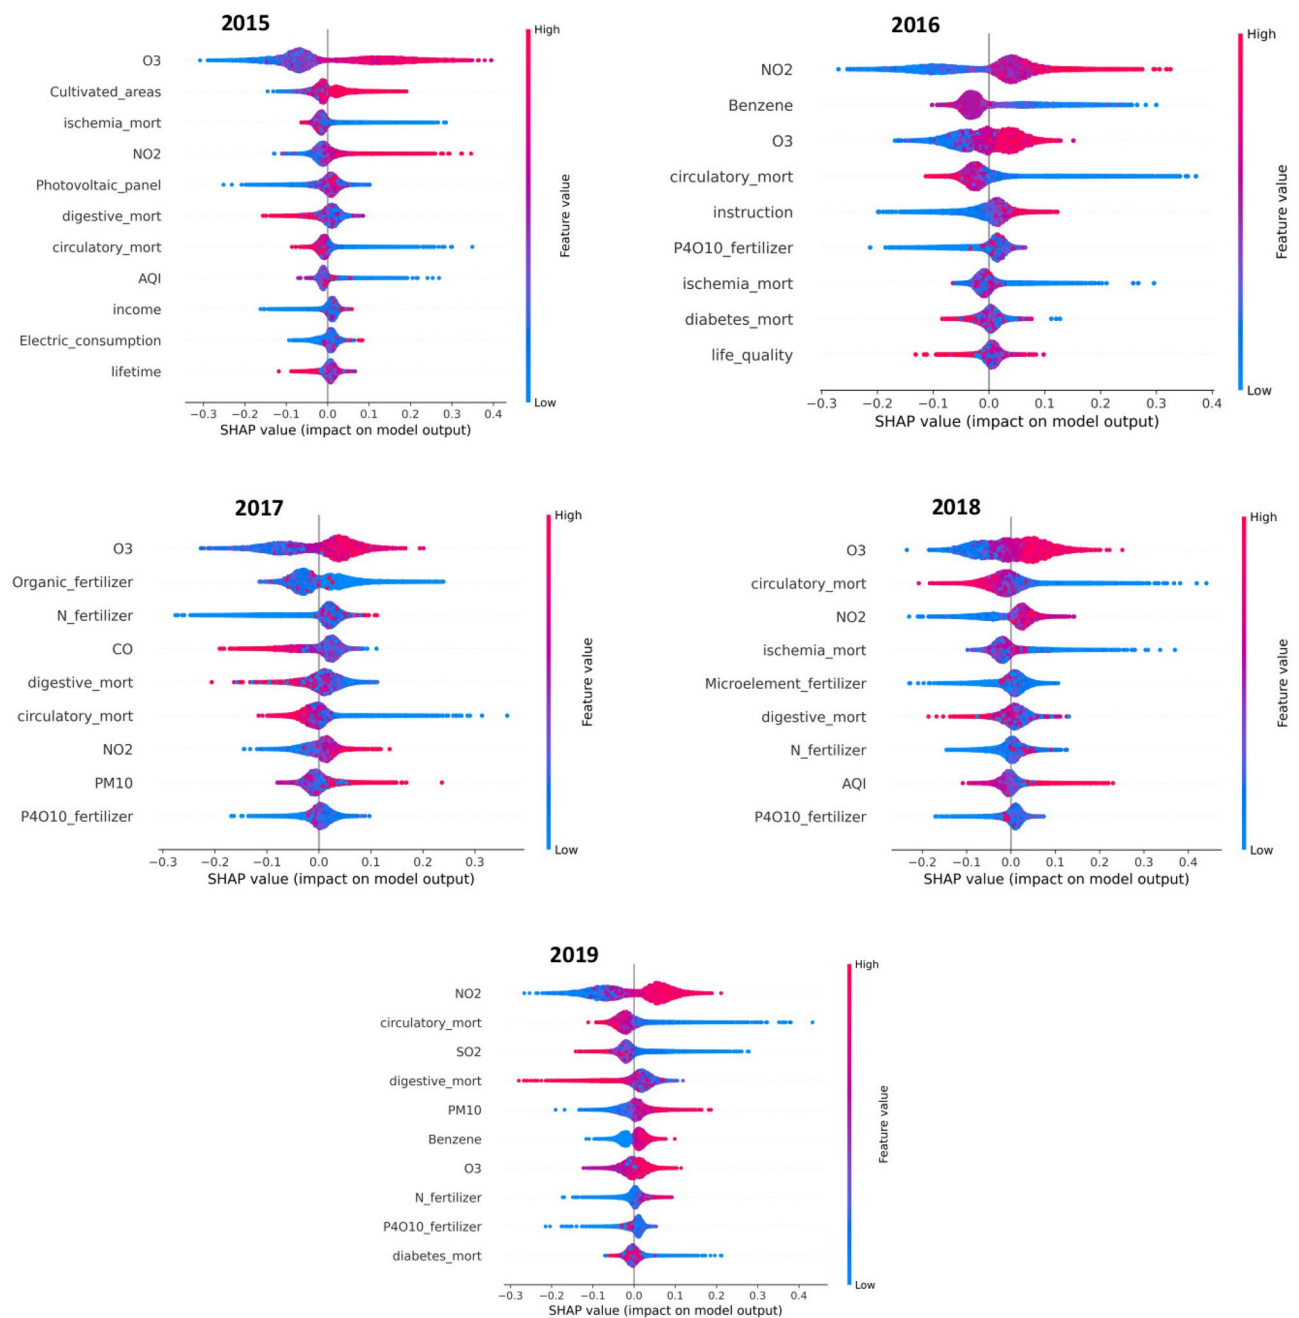 2015
High
O3
Cultivated_areas
ischemia_mort
NO2
Photovoltaic_panel
digestive_mort
circulatory_mort
AQI
income
Electric_consumption
lifetime
Feature value
Low
−0.3 −0.2 −0.1 0.0 0.1 0.2 0.3 0.4
SHAP value (impact on model output)
2016
High
NO2
Benzene
O3
circulatory_mort
instruction
P4O10_fertilizer
ischemia_mort
diabetes_mort
life_quality
Feature value
Low
−0.3 −0.2 −0.1 0.0 0.1 0.2 0.3 0.4
SHAP value (impact on model output)
2017
High
O3
Organic_fertilizer
N_fertilizer
CO
digestive_mort
circulatory_mort
NO2
PM10
P4O10_fertilizer
Feature value
Low
−0.3 −0.2 −0.1 0.0 0.1 0.2 0.3
SHAP value (impact on model output)
2018
High
O3
circulatory_mort
NO2
ischemia_mort
Microelement_fertilizer
digestive_mort
N_fertilizer
AQI
P4O10_fertilizer
Feature value
Low
−0.2 −0.1 0.0 0.1 0.2 0.3 0.4
SHAP value (impact on model output)
2019
High
NO2
circulatory_mort
SO2
digestive_mort
PM10
Benzene
O3
N_fertilizer
P4O10_fertilizer
diabetes_mort
Feature value
Low
−0.3 −0.2 −0.1 0.0 0.1 0.2 0.3 0.4
SHAP value (impact on model output)